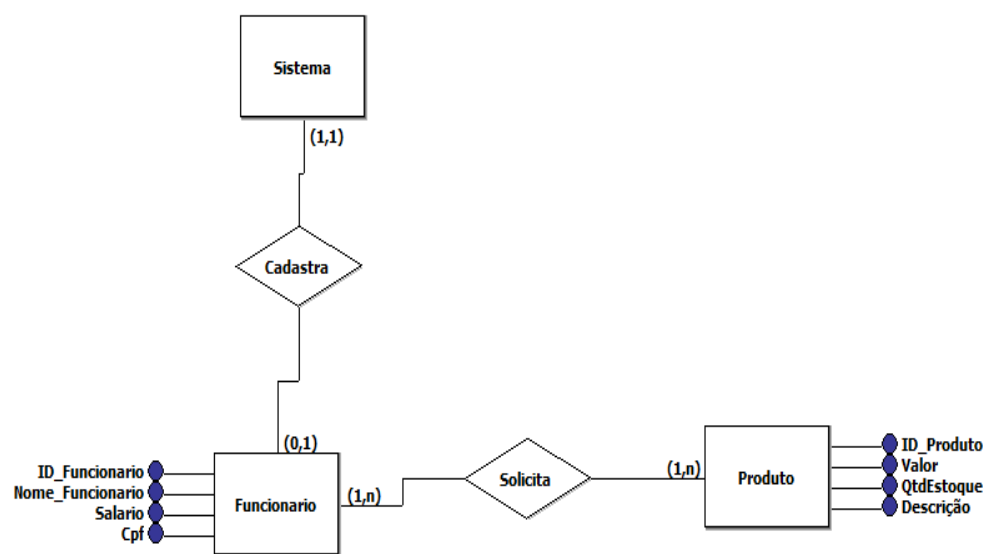 Sistema
(1,1)
Cadastra
(0,1)
ID_Funcionario
Nome_Funcionario
Salario
Cpf
Funcionario
(1,n)
Solicita
(1,n)
Produto
ID_Produto
Valor
QtdEstoque
Descrição